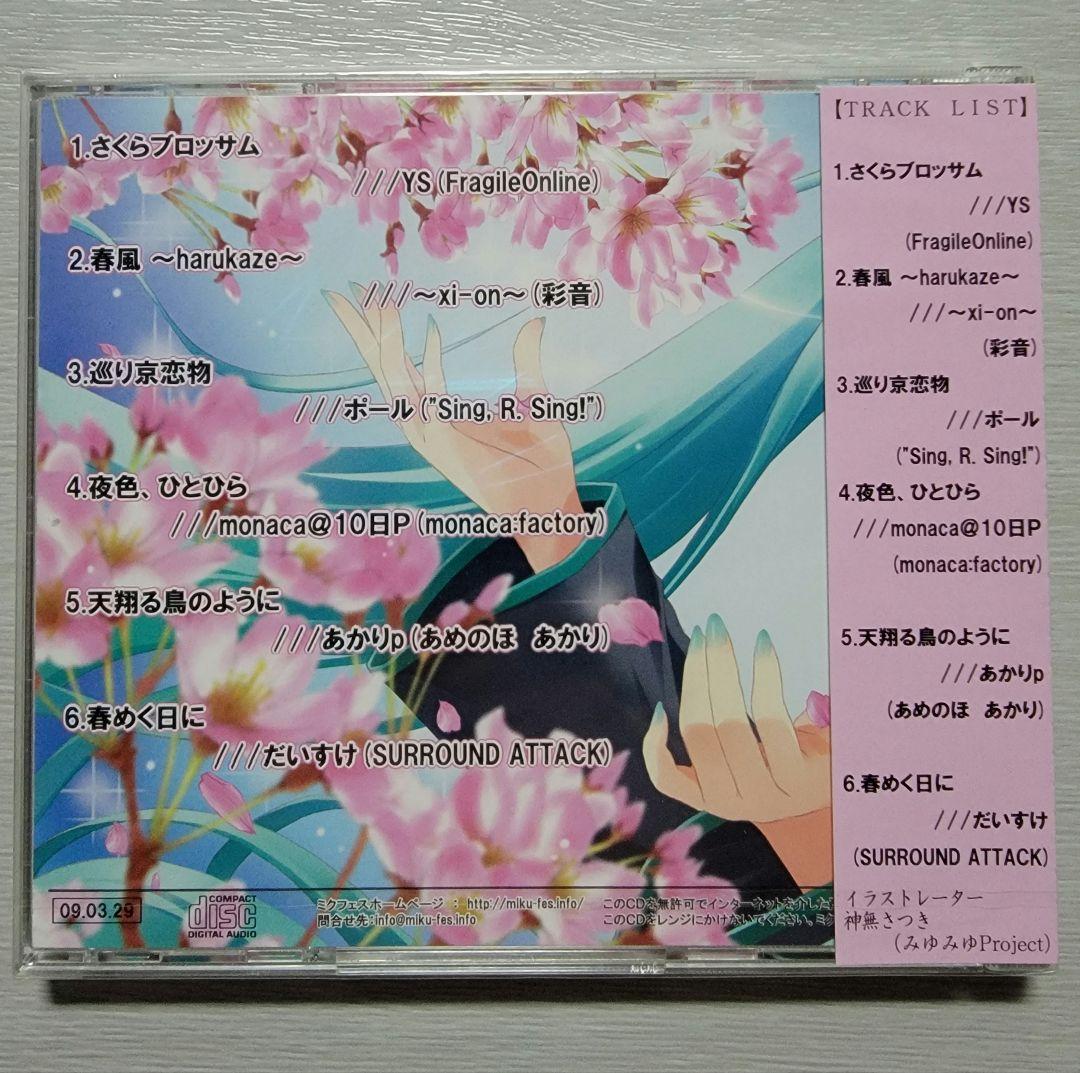 1.さくらブロッサム
///YS(FragileOnline)
2.春風 ～harukaze～
///～xi-on～(彩音)
3.巡り京恋物
///ポール("Sing, R. Sing!")
4.夜色、ひとひら
///monaca@10日P(monaca:factory)
5.天翔る鳥のように
///あかりp(あめのほ あかり)
6.春めく日に
///だいすけ(SURROUND ATTACK)
09.03.29
COMPACT
disc
DIGITAL AUDIO
ミクフェスホームページ : http://miku-fes.info/
問合せ先:info@miku-fes.info
このCDを無許可でインターネットを介した
このCDをレンジにかけないでください。ミク
【TRACK LIST】
1.さくらブロッサム
///YS
(FragileOnline)
2.春風 ～harukaze～
///～xi-on～
(彩音)
3.巡り京恋物
///ポール
("Sing, R. Sing!")
4.夜色、ひとひら
///monaca@10日P
(monaca:factory)
5.天翔る鳥のように
///あかりp
(あめのほ あかり)
6.春めく日に
///だいすけ
(SURROUND ATTACK)
イラストレーター
神無さつき
(みゆみゆProject)